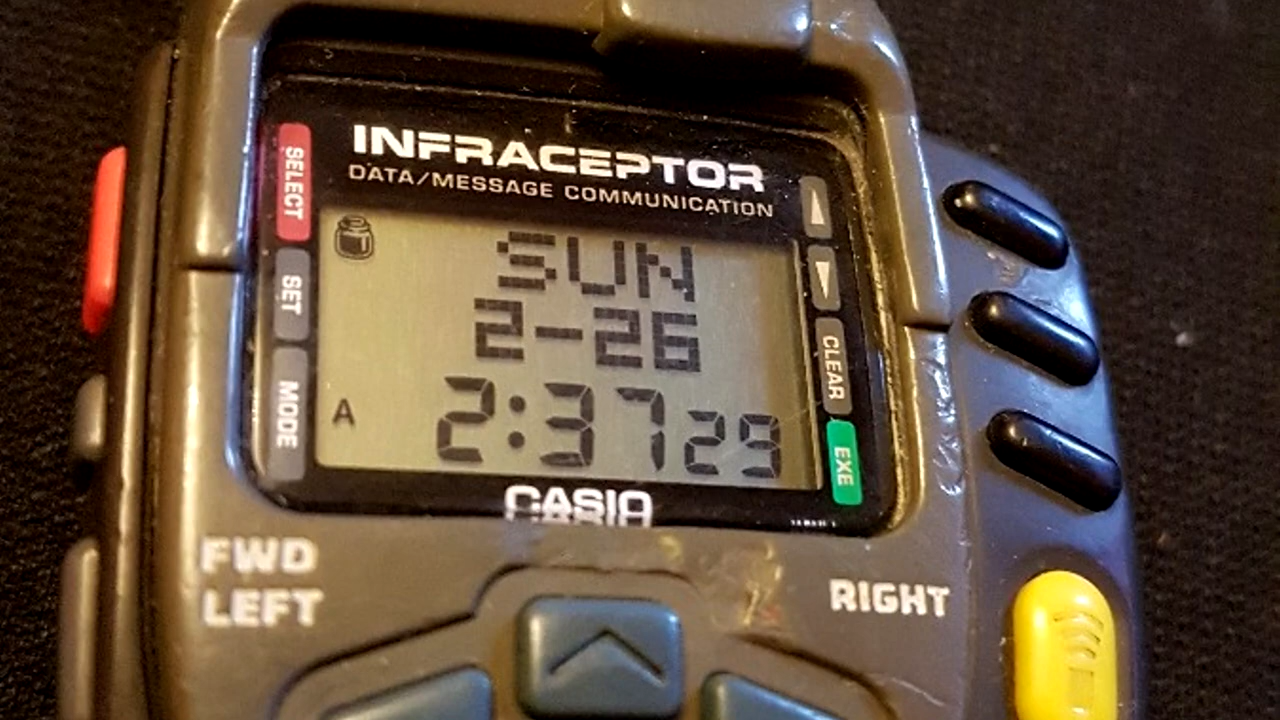 INFRACEPTOR
DATA/MESSAGE COMMUNICATION
SELECT
SET
MODE
CLEAR
EXE
SUN
2-26
A 2:37 29
CASIO
FWD
LEFT
RIGHT